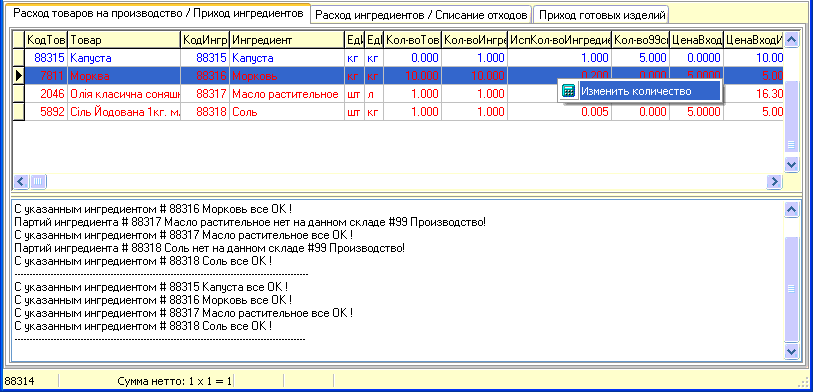 Расход товаров на производство / Приход ингредиентов Расход ингредиентов / Списание отходов Приход готовых изделий
КодТов Товар КодИнгр Ингредиент Кол-воТов Кол-воИнгре ИспКол-воИнгредие Кол-во99с ЦенаВход ЦенаВходИ
88315 Капуста 88315 Капуста кг кг 0.000 1.000 1.000 5.000 0.0000 10.00
7911 Морква 88316 Морковь кг кг 10.000 10.000 0.200 0.000 5.0000 5.00
Изменить количество
2046 Олія класична соняшн 88317 Масло растительное шт л 1.000 1.000 16.30
5892 Сіль Йодована 1кг. м. 88318 Соль шт кг 1.000 1.000 0.005 0.000 5.0000 5.00
С указанным ингредиентом # 88316 Морковь все OK !
Партий ингредиента # 88317 Масло растительное нет на данном складе #99 Производство!
С указанным ингредиентом # 88317 Масло растительное все OK !
Партий ингредиента # 88318 Соль нет на данном складе #99 Производство!
С указанным ингредиентом # 88318 Соль все OK !
С указанным ингредиентом # 88315 Капуста все OK !
С указанным ингредиентом # 88316 Морковь все OK !
С указанным ингредиентом # 88317 Масло растительное все OK !
С указанным ингредиентом # 88318 Соль все OK !
88314 Сумма нетто: 1 x 1 = 1